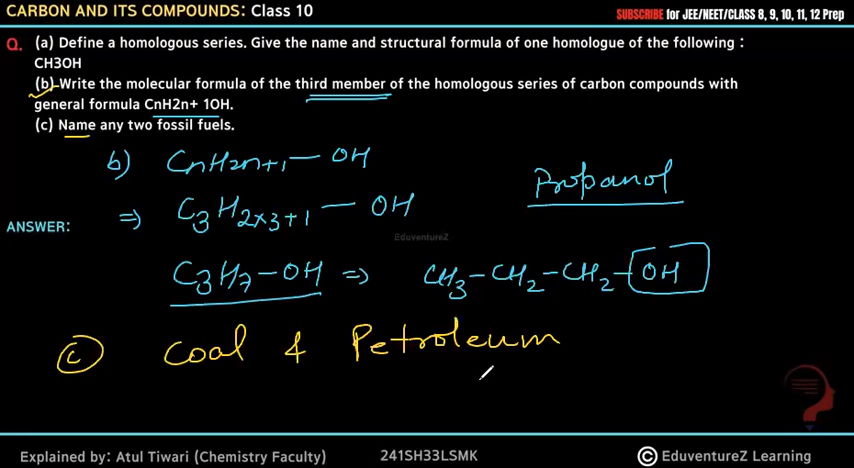 CARBON AND ITS COMPOUNDS: Class 10
SUBSCRIBE for JEE/NEET/CLASS 8, 9, 10, 11, 12 Prep
Q. (a) Define a homologous series. Give the name and structural formula of one homologue of the following :
CH3OH
(b) Write the molecular formula of the third member of the homologous series of carbon compounds with
general formula CnH2n+ 1OH.
(c) Name any two fossil fuels.
b) CnH2n+1 — OH
Propanol
⇒ C3H2×3+1 — OH
ANSWER:
EduventureZ
C3H7 – OH ⇒ CH3 – CH2 – CH2 – OH
(c) Coal & Petroleum
Explained by: Atul Tiwari (Chemistry Faculty)
241SH33LSMK
© EduventureZ Learning